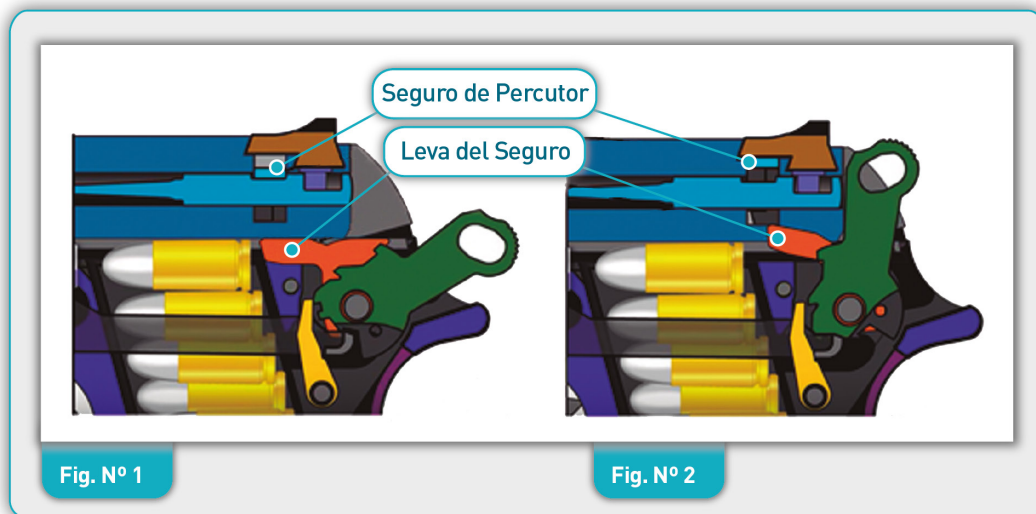 Seguro de Percutor
Leva del Seguro
Fig. Nº 1
Fig. Nº 2